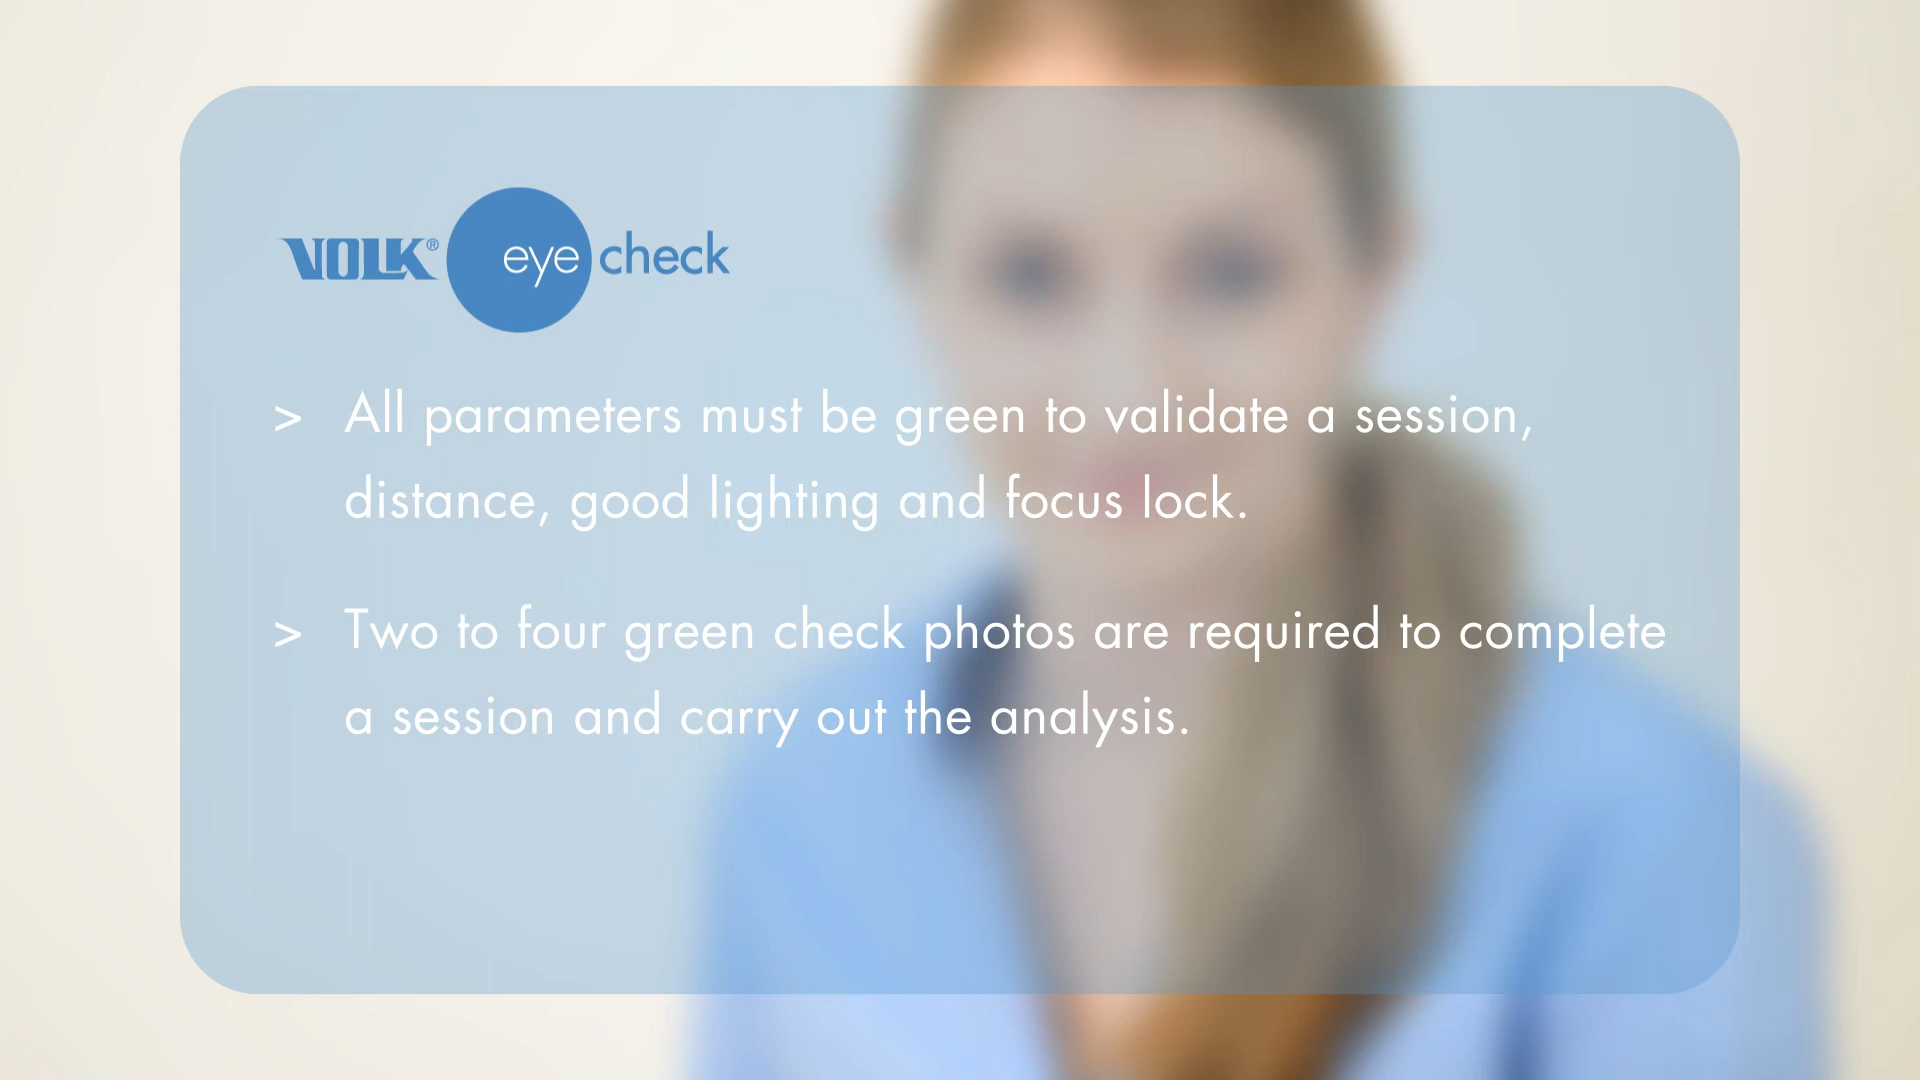 VOLK® eye check
> All parameters must be green to validate a session,
distance, good lighting and focus lock.
> Two to four green check photos are required to complete
a session and carry out the analysis.